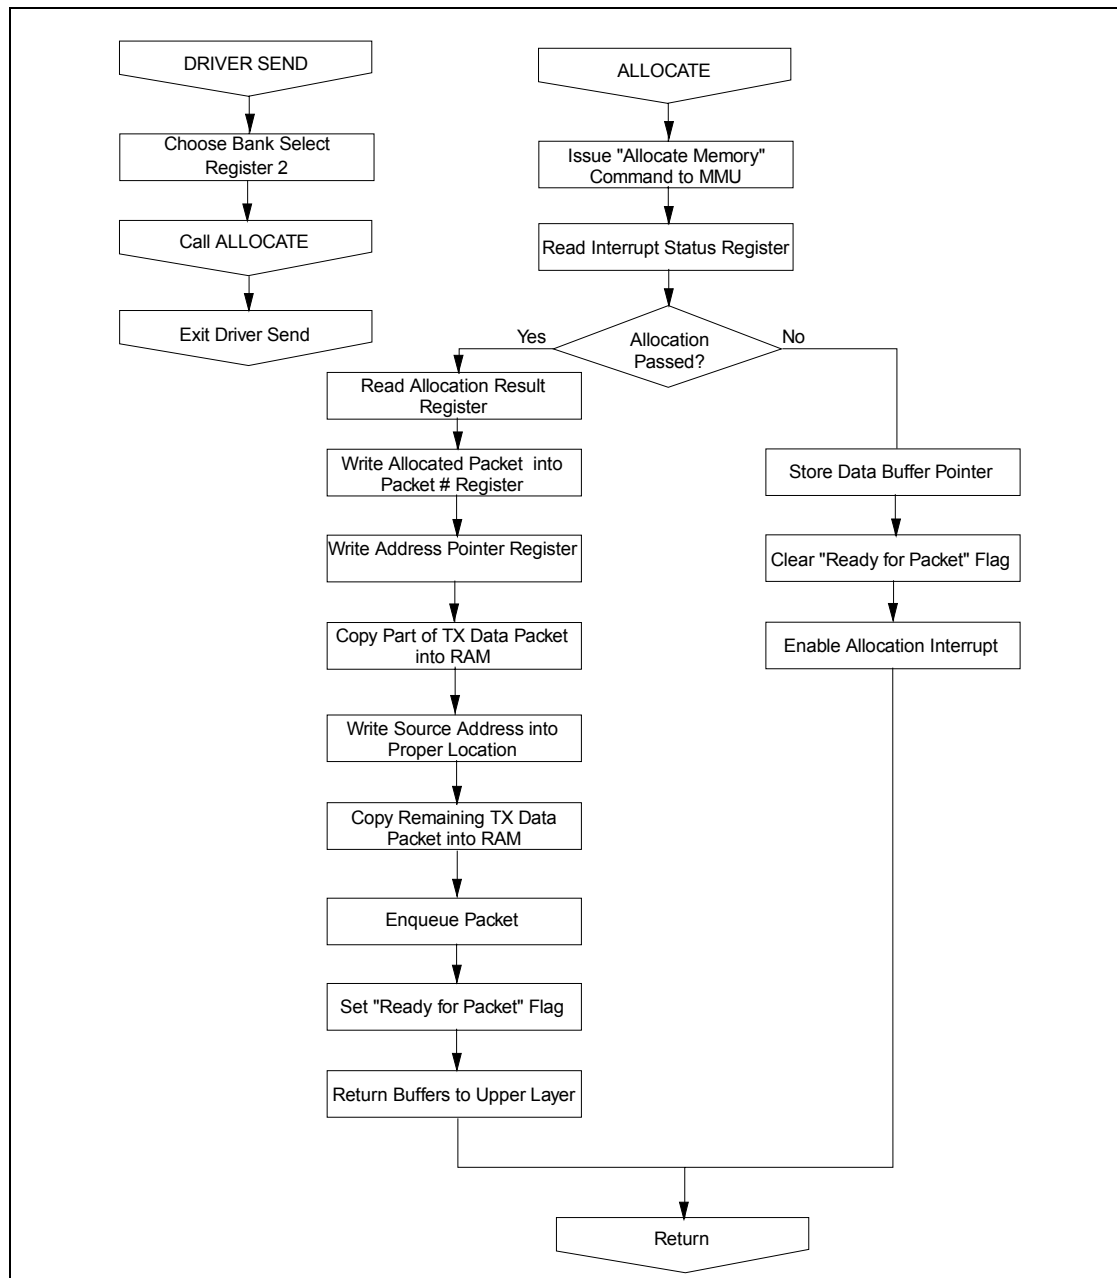 DRIVER SEND
Choose Bank Select
Register 2
Call ALLOCATE
Exit Driver Send
ALLOCATE
Issue "Allocate Memory"
Command to MMU
Read Interrupt Status Register
Allocation
Passed?
Yes
No
Read Allocation Result
Register
Write Allocated Packet into
Packet # Register
Write Address Pointer Register
Copy Part of TX Data Packet
into RAM
Write Source Address into
Proper Location
Copy Remaining TX Data
Packet into RAM
Enqueue Packet
Set "Ready for Packet" Flag
Return Buffers to Upper Layer
Store Data Buffer Pointer
Clear "Ready for Packet" Flag
Enable Allocation Interrupt
Return